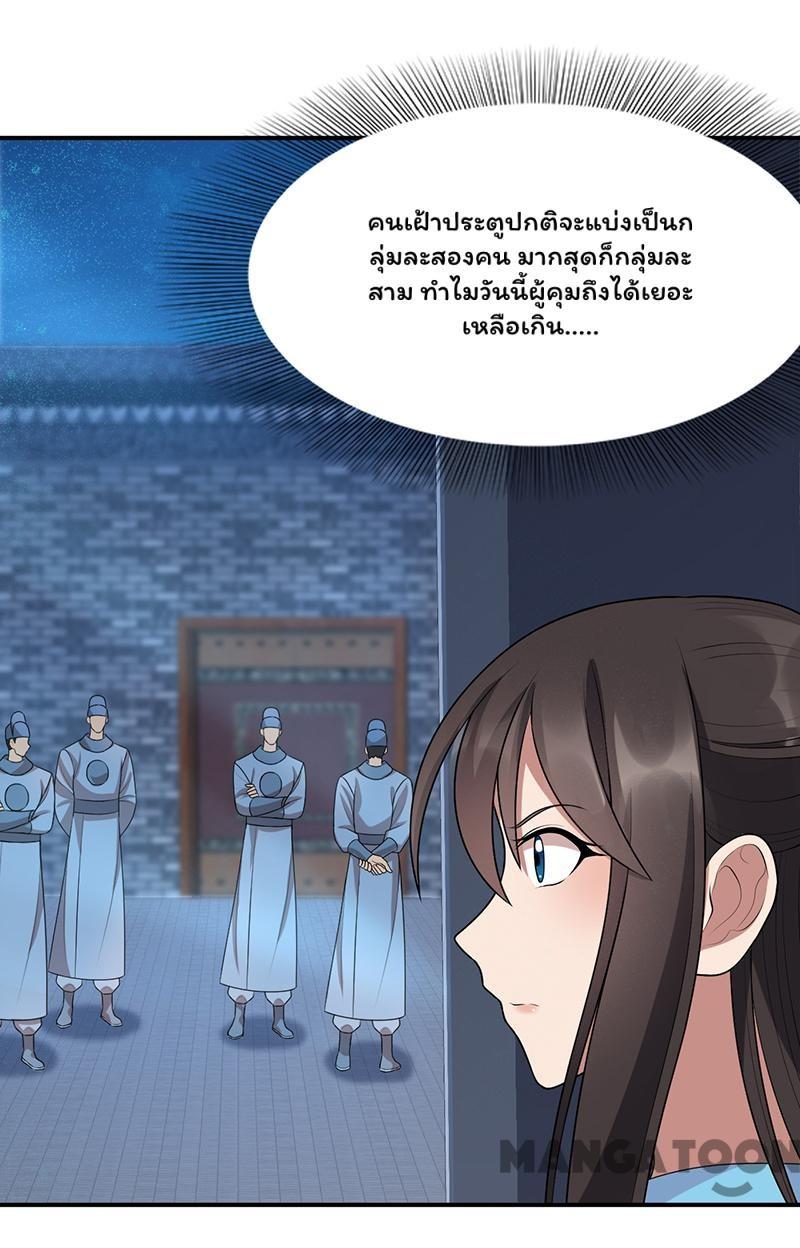 คนเฝ้าประตูปกติจะแบ่งเป็นก
ลุ่มละสองคน มากสุดก็กลุ่มละ
สาม ทำไมวันนี้ผู้คุมถึงได้เยอะ
เหลือเกิน.....
MANGATOON